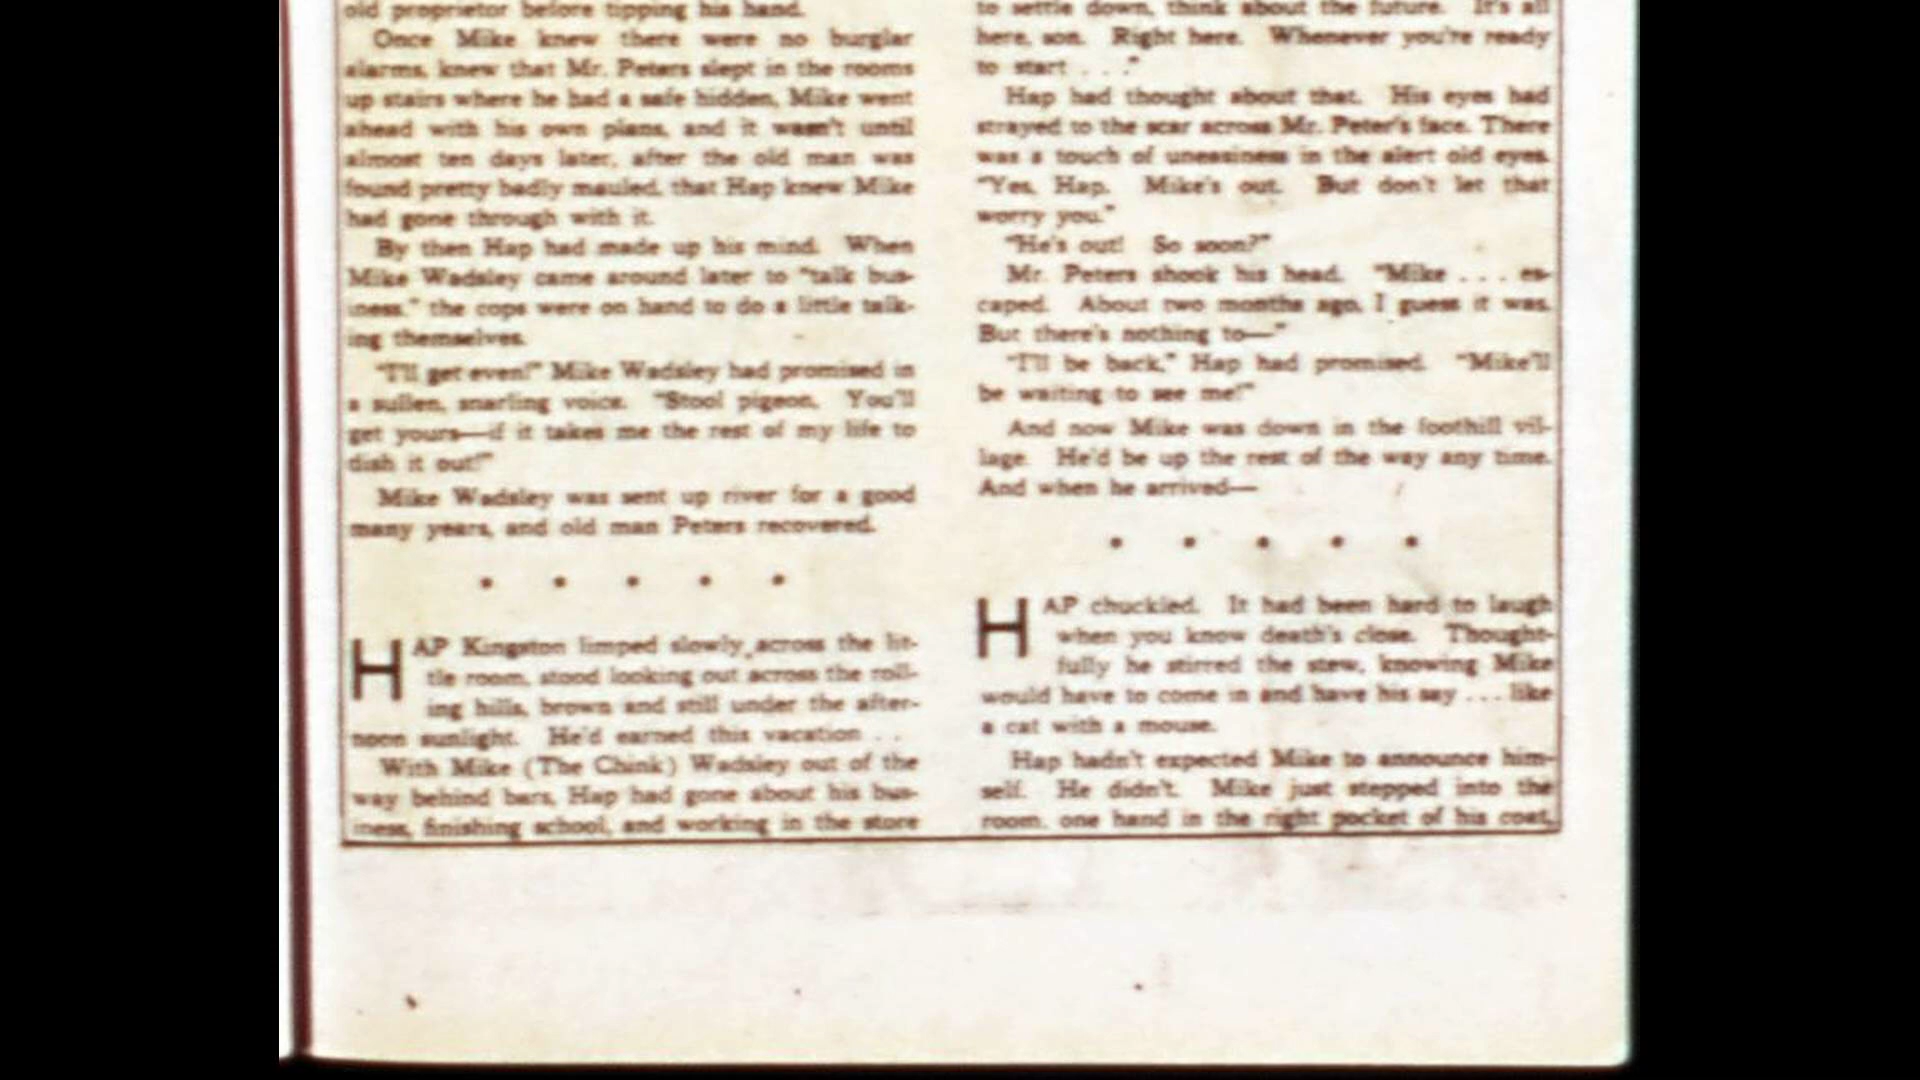 old proprietor before tipping his hand.
Once Mike knew there were no burglar
alarms, knew that Mr. Peters slept in the rooms
up stairs where he had a safe hidden, Mike went
ahead with his own plans, and it wasn't until
almost ten days later, after the old man was
found pretty badly mauled, that Hap knew Mike
had gone through with it.
By then Hap had made up his mind. When
Mike Wadsley came around later to "talk bus-
iness," the cops were on hand to do a little talk-
ing themselves.
"I'll get even!" Mike Wadsley had promised in
a sullen, snarling voice. "Stool pigeon. You'll
get yours—if it takes me the rest of my life to
dish it out!"
Mike Wadsley was sent up river for a good
many years, and old man Peters recovered.
• • • • •
HAP Kingston limped slowly across the lit-
tle room, stood looking out across the roll-
ing hills, brown and still under the after-
noon sunlight. He'd earned this vacation . .
With Mike (The Chink) Wadsley out of the
way behind bars, Hap had gone about his bus-
iness, finishing school, and working in the store
to settle down, think about the future. It's all
here, son. Right here. Whenever you're ready
to start . . ."
Hap had thought about that. His eyes had
strayed to the scar across Mr. Peter's face. There
was a touch of uneasiness in the alert old eyes.
"Yes, Hap. Mike's out. But don't let that
worry you."
"He's out! So soon?"
Mr. Peters shook his head. "Mike . . . es-
caped. About two months ago, I guess it was.
But there's nothing to—"
"I'll be back," Hap had promised. "Mike'll
be waiting to see me!"
And now Mike was down in the foothill vil-
lage. He'd be up the rest of the way any time.
And when he arrived—
• • • • •
HAP chuckled. It had been hard to laugh
when you know death's close. Thought-
fully he stirred the stew, knowing Mike
would have to come in and have his say . . . like
a cat with a mouse.
Hap hadn't expected Mike to announce him-
self. He didn't. Mike just stepped into the
room, one hand in the right pocket of his coat,